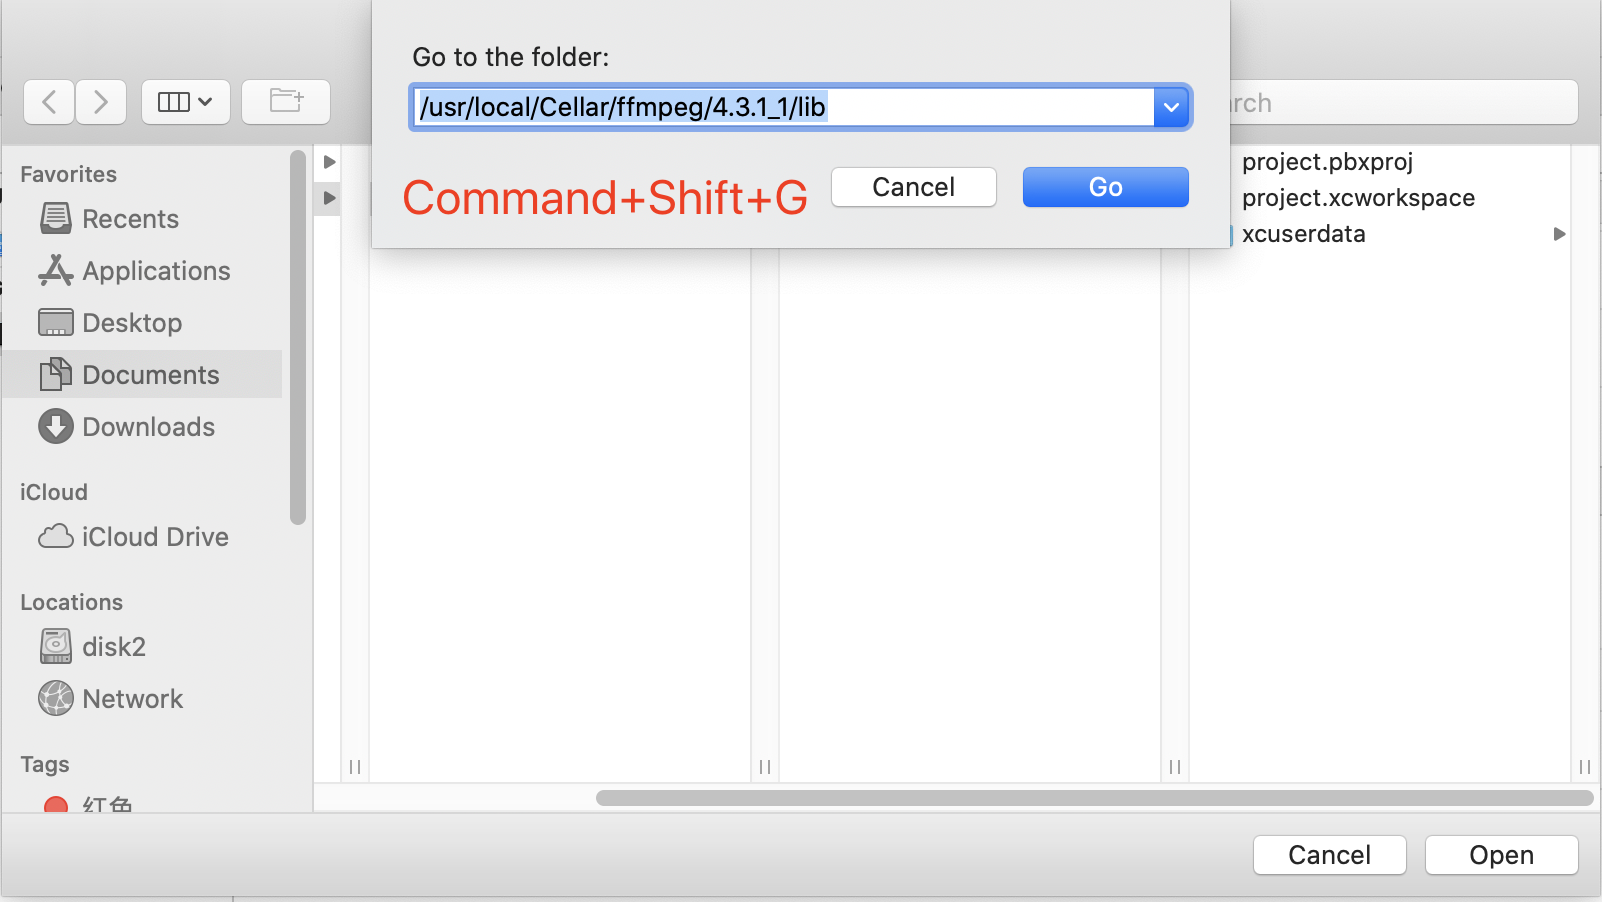 Go to the folder:
/usr/local/Cellar/ffmpeg/4.3.1_1/lib
Command+Shift+G
Cancel
Go
rch
Favorites
Recents
Applications
Desktop
Documents
Downloads
iCloud
iCloud Drive
Locations
disk2
Network
Tags
红色
project.pbxproj
project.xcworkspace
xcuserdata
Cancel
Open